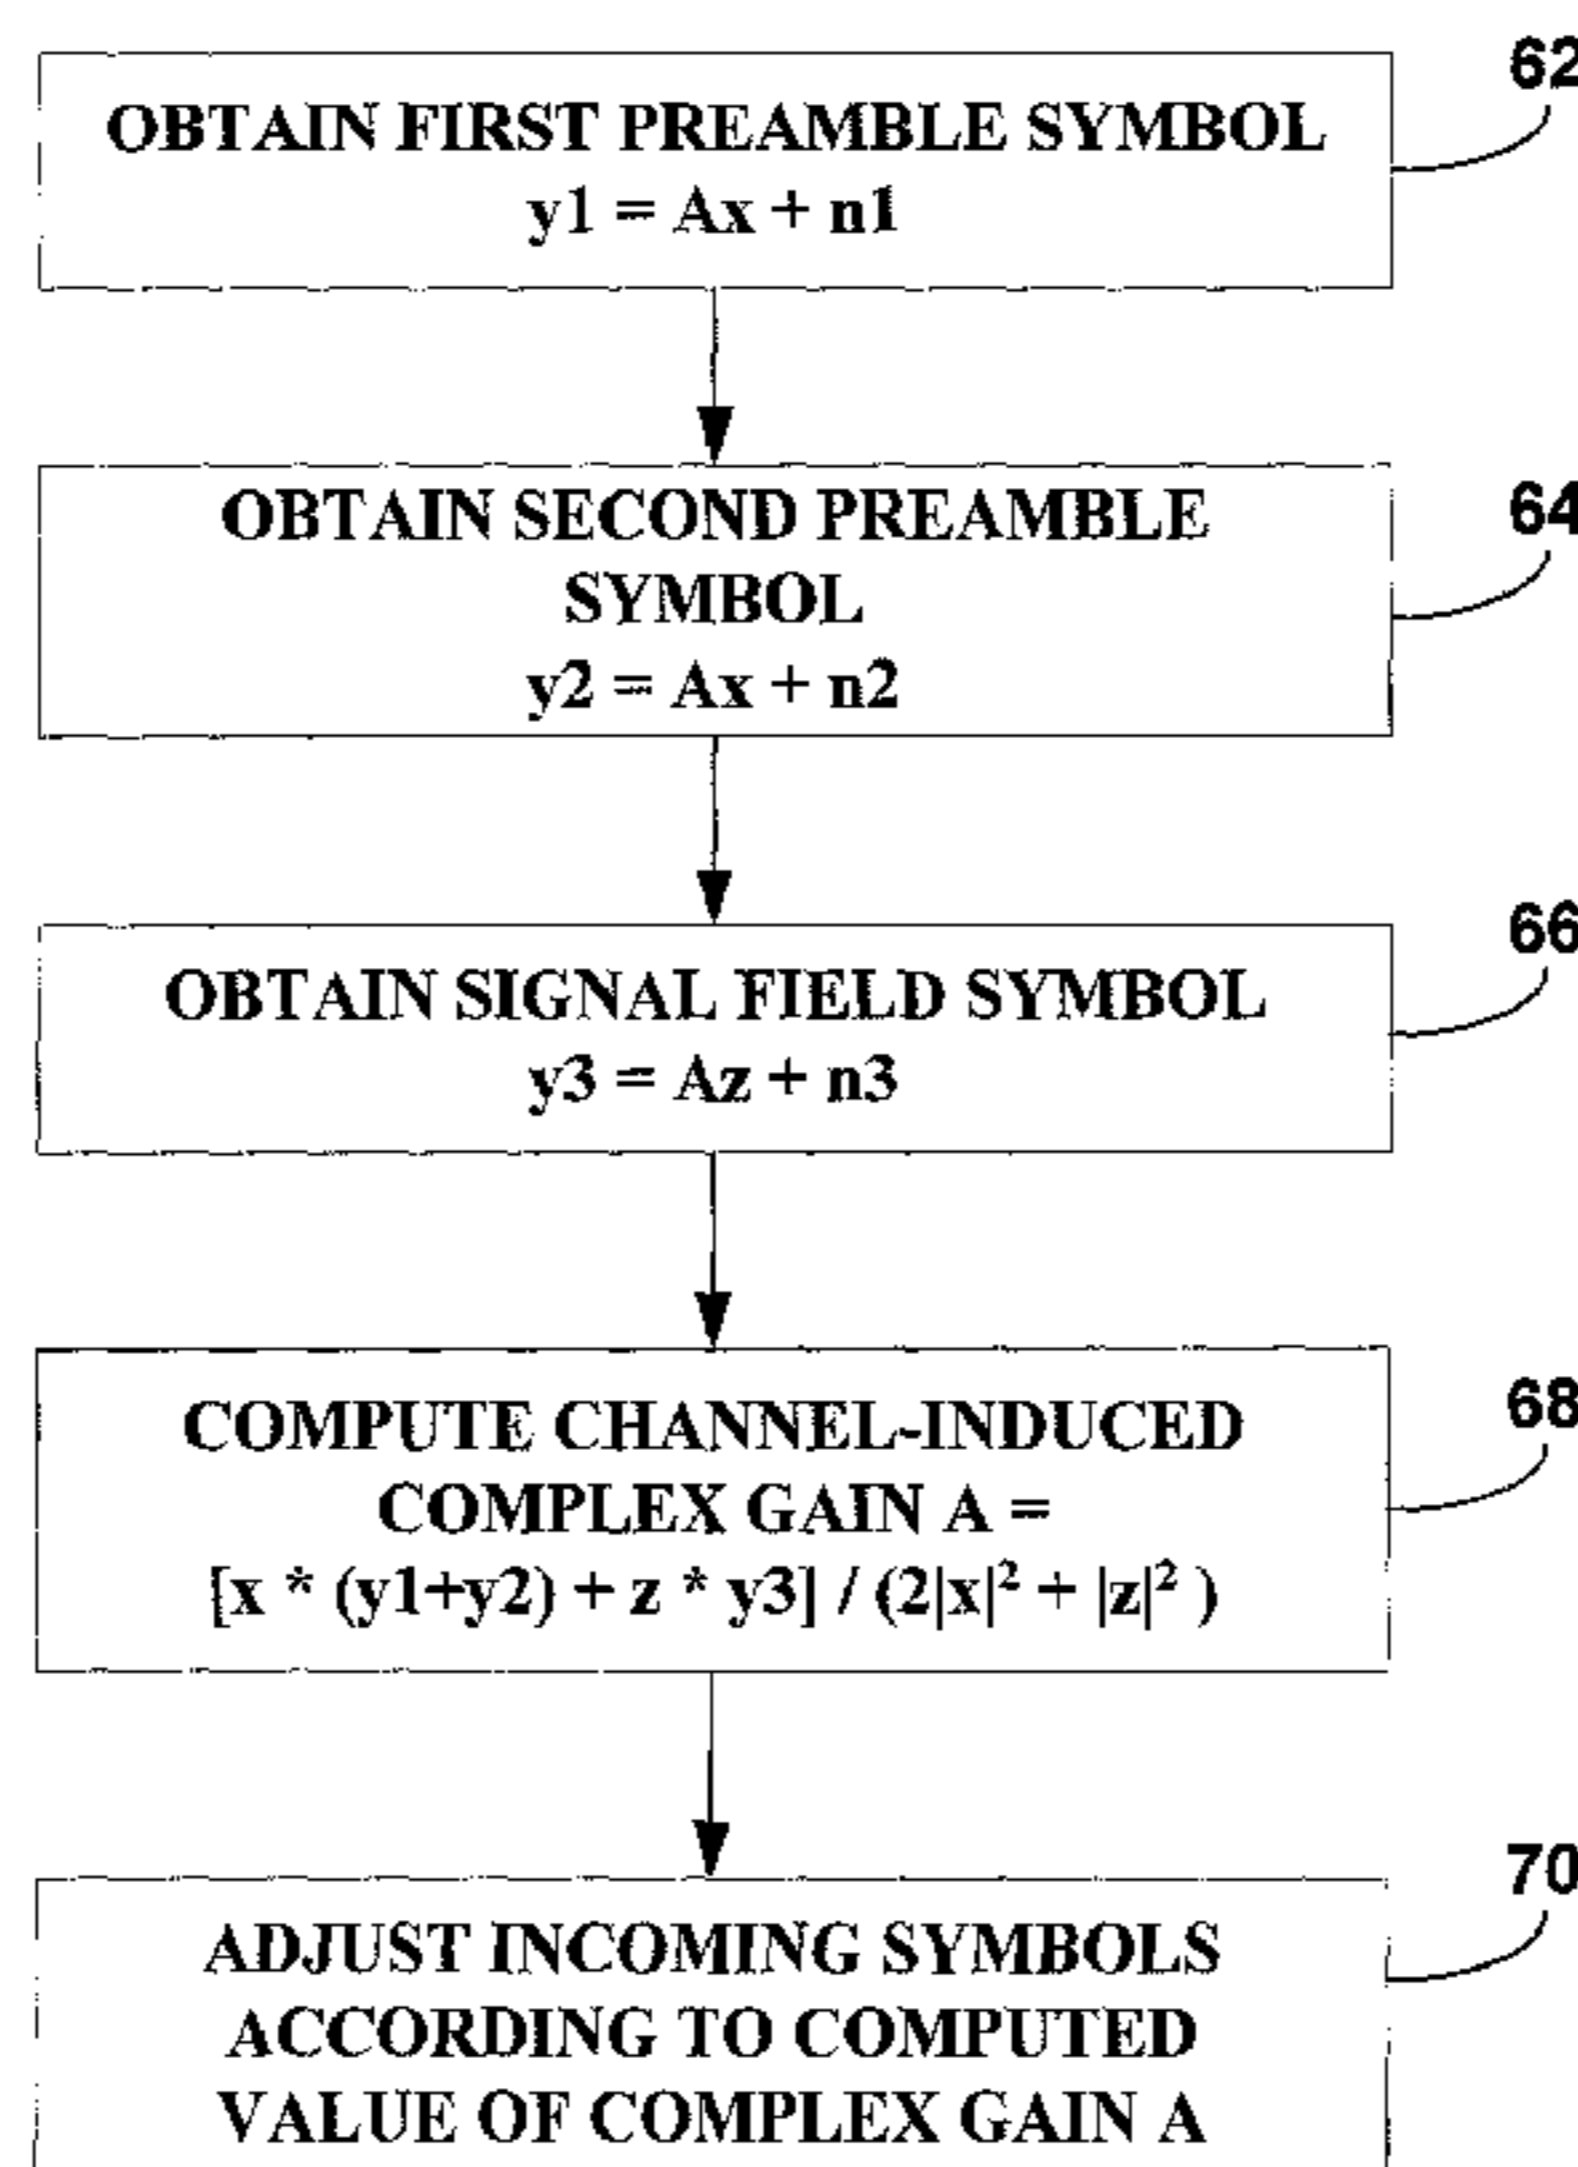 62
OBTAIN FIRST PREAMBLE SYMBOL
y1 = Ax + n1
64
OBTAIN SECOND PREAMBLE
SYMBOL
y2 = Ax + n2
66
OBTAIN SIGNAL FIELD SYMBOL
y3 = Az + n3
68
COMPUTE CHANNEL-INDUCED
COMPLEX GAIN A =
[x * (y1+y2) + z * y3] / (2|x|² + |z|² )
70
ADJUST INCOMING SYMBOLS
ACCORDING TO COMPUTED
VALUE OF COMPLEX GAIN A